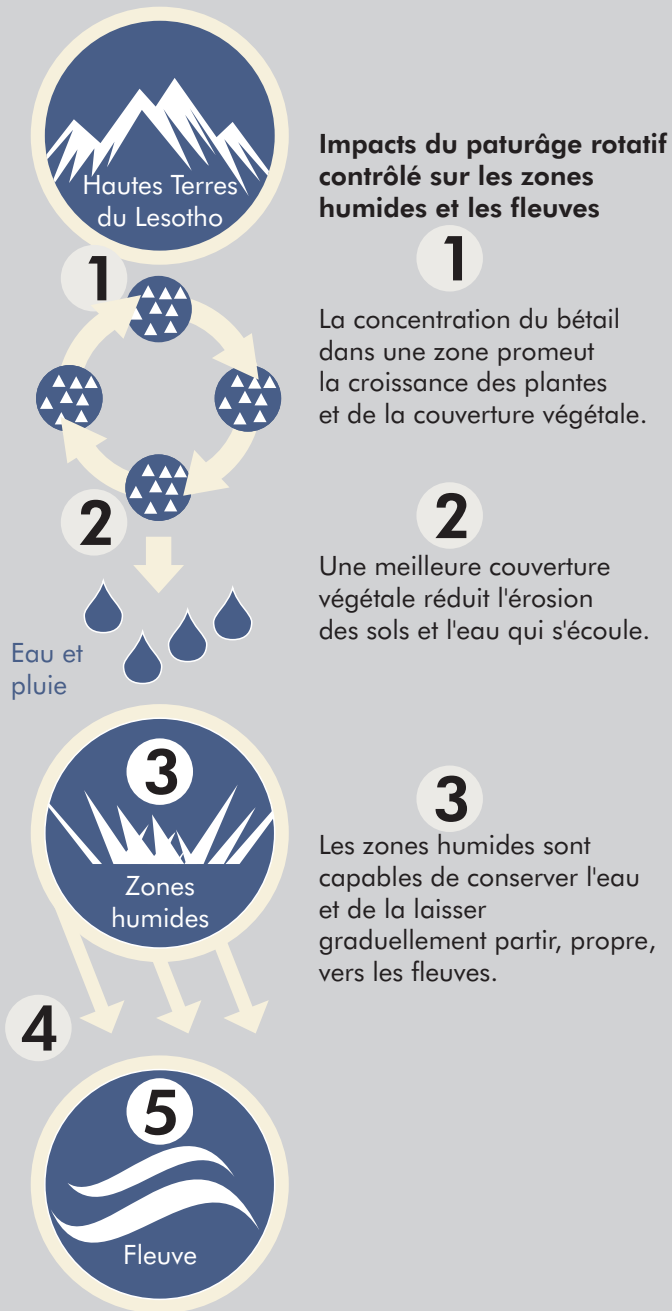 Hautes Terres
du Lesotho
Impacts du paturâge rotatif
contrôlé sur les zones
humides et les fleuves
1
1
La concentration du bétail
dans une zone promeut
la croissance des plantes
et de la couverture végétale.
2
2
Une meilleure couverture
végétale réduit l'érosion
des sols et l'eau qui s'écoule.
Eau et
pluie
3
Zones
humides
3
Les zones humides sont
capables de conserver l'eau
et de la laisser
graduellement partir, propre,
vers les fleuves.
4
5
Fleuve